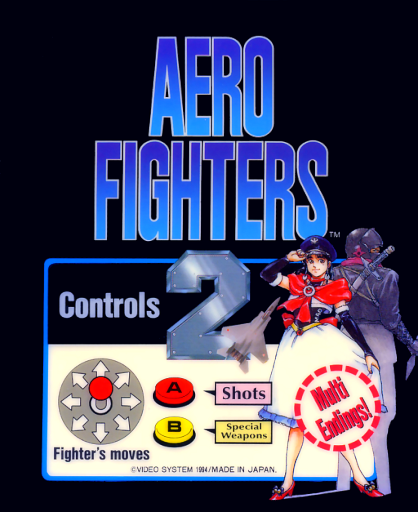 AERO
FIGHTERS
TM
2
Controls
A
Shots
B
Special
Weapons
Fighter's moves
Multi
Endings!
©VIDEO SYSTEM 1994/MADE IN JAPAN.